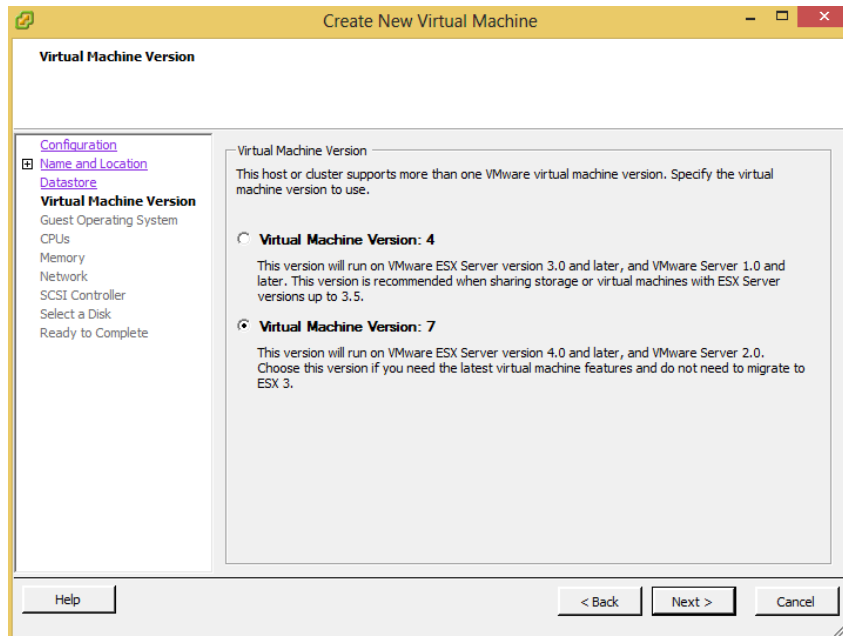 Create New Virtual Machine
Virtual Machine Version
Configuration
Name and Location
Datastore
Virtual Machine Version
Guest Operating System
CPUs
Memory
Network
SCSI Controller
Select a Disk
Ready to Complete
Virtual Machine Version
This host or cluster supports more than one VMware virtual machine version. Specify the virtual
machine version to use.
Virtual Machine Version: 4
This version will run on VMware ESX Server version 3.0 and later, and VMware Server 1.0 and
later. This version is recommended when sharing storage or virtual machines with ESX Server
versions up to 3.5.
Virtual Machine Version: 7
This version will run on VMware ESX Server version 4.0 and later, and VMware Server 2.0.
Choose this version if you need the latest virtual machine features and do not need to migrate to
ESX 3.
Help
< Back
Next >
Cancel